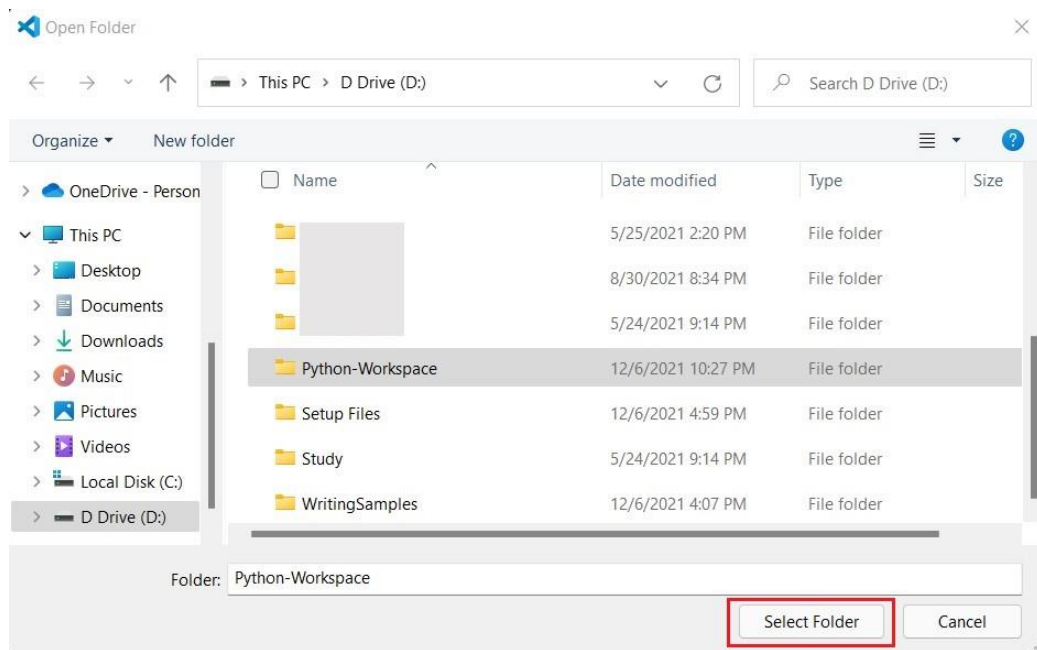 Open Folder
This PC > D Drive (D:)
Search D Drive (D:)
Organize
New folder
OneDrive - Person
This PC
Desktop
Documents
Downloads
Music
Pictures
Videos
Local Disk (C:)
D Drive (D:)
Name Date modified Type Size
5/25/2021 2:20 PM File folder
8/30/2021 8:34 PM File folder
5/24/2021 9:14 PM File folder
Python-Workspace 12/6/2021 10:27 PM File folder
Setup Files 12/6/2021 4:59 PM File folder
Study 5/24/2021 9:14 PM File folder
WritingSamples 12/6/2021 4:07 PM File folder
Folder: Python-Workspace
Select Folder
Cancel